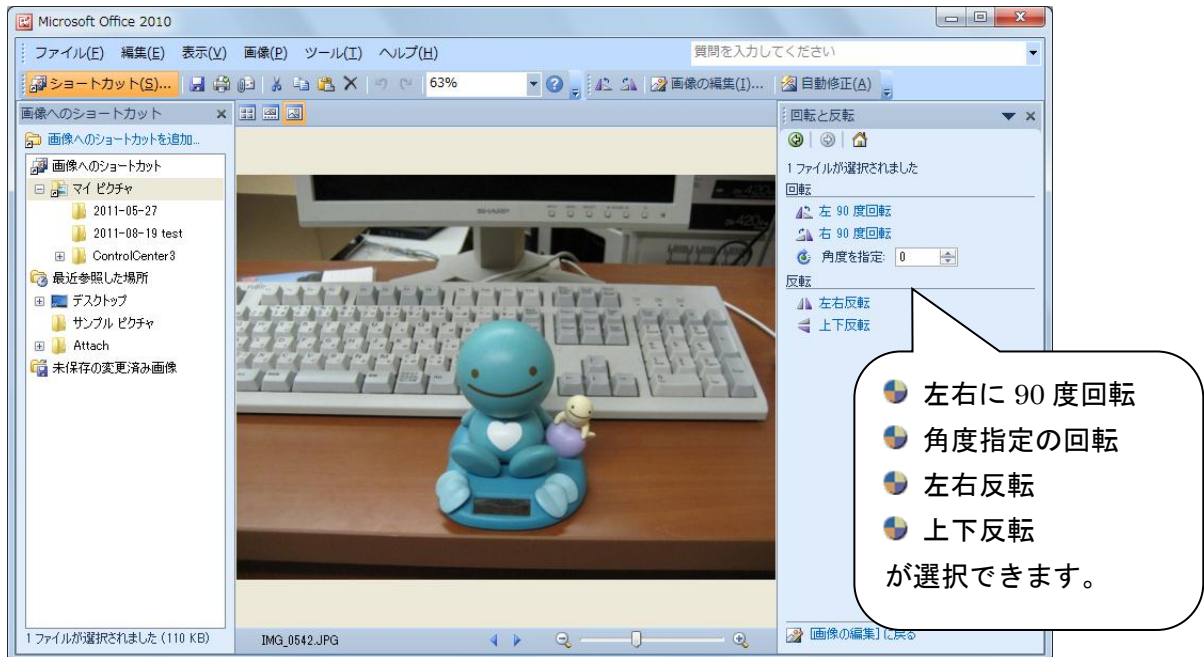 Microsoft Office 2010
ファイル(F) 編集(E) 表示(V) 画像(P) ツール(T) ヘルプ(H)
質問を入力してください
ショートカット(S)...
63%
画像の編集(I)...
自動修正(A)
画像へのショートカット
画像へのショートカットを追加...
画像へのショートカット
マイ ピクチャ
2011-05-27
2011-08-19 test
ControlCenter3
最近参照した場所
デスクトップ
サンプル ピクチャ
Attach
未保存の変更済み画像
1 ファイルが選択されました (110 KB)
SHARP
IMG_0542.JPG
回転と反転
1 ファイルが選択されました
回転
左 90 度回転
右 90 度回転
角度を指定: 0
反転
左右反転
上下反転
左右に 90 度回転
角度指定の回転
左右反転
上下反転
が選択できます。
[画像の編集] に戻る